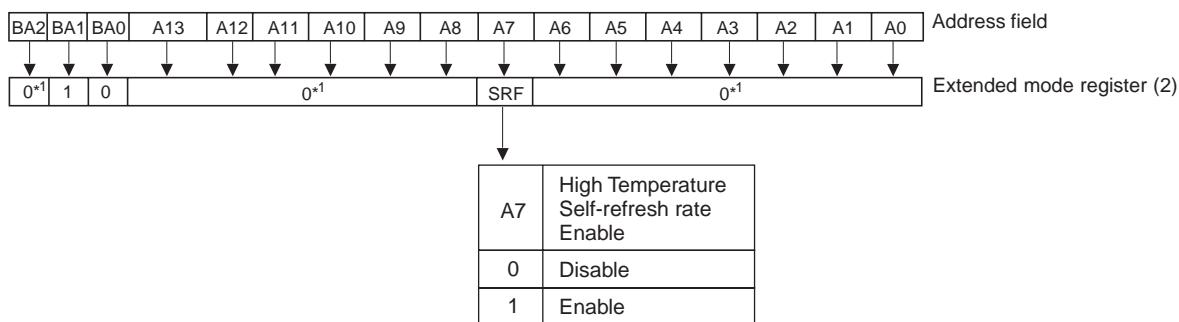 BA2 BA1 BA0 A13 A12 A11 A10 A9 A8 A7 A6 A5 A4 A3 A2 A1 A0 Address field
0*1 1 0 0*1 SRF 0*1 Extended mode register (2)
A7 High Temperature
Self-refresh rate
Enable
0 Disable
1 Enable